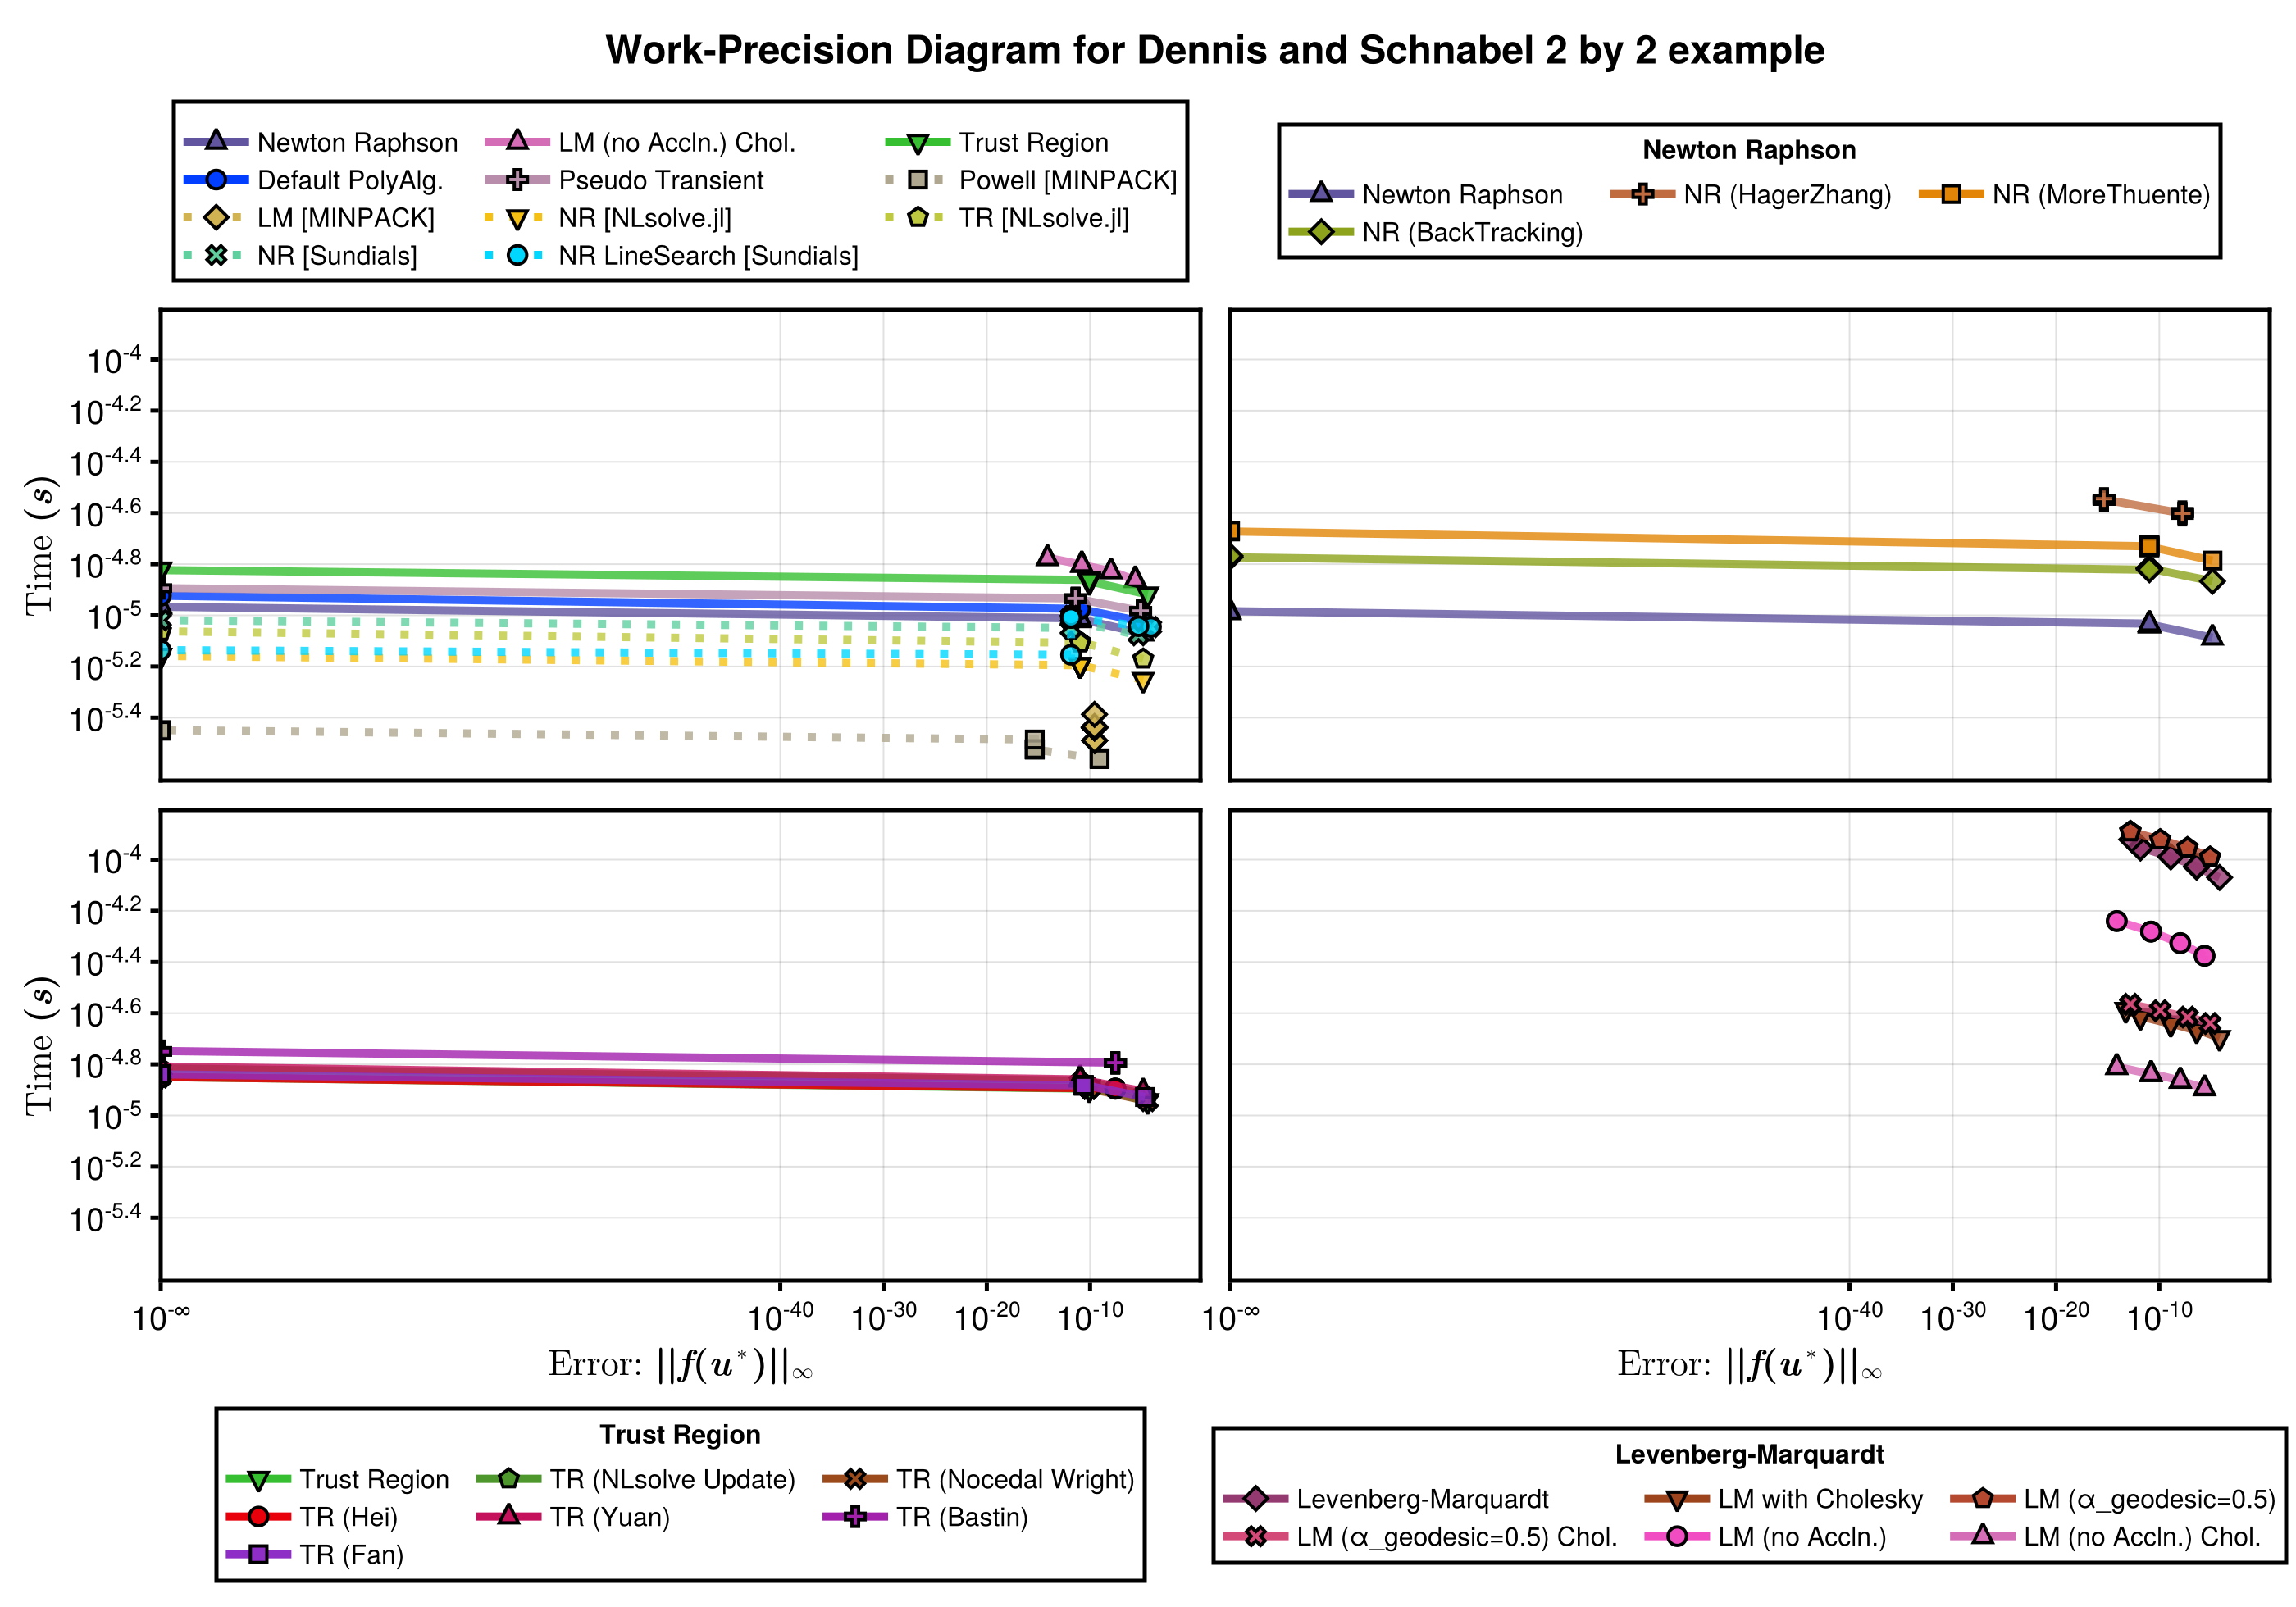 Work-Precision Diagram for Dennis and Schnabel 2 by 2 example
Newton Raphson LM (no Accln.) Chol. Trust Region
Default PolyAlg. Pseudo Transient Powell [MINPACK]
LM [MINPACK] NR [NLsolve.jl] TR [NLsolve.jl]
NR [Sundials] NR LineSearch [Sundials]
Newton Raphson
Newton Raphson NR (HagerZhang) NR (MoreThuente)
NR (BackTracking)
Time (s)
10^-4
10^-4.2
10^-4.4
10^-4.6
10^-4.8
10^-5
10^-5.2
10^-5.4
Time (s)
10^-4
10^-4.2
10^-4.4
10^-4.6
10^-4.8
10^-5
10^-5.2
10^-5.4
10^-∞ 10^-40 10^-30 10^-20 10^-10
Error: ||f(u*)||∞
10^-∞ 10^-40 10^-30 10^-20 10^-10
Error: ||f(u*)||∞
Trust Region
Trust Region TR (NLsolve Update) TR (Nocedal Wright)
TR (Hei) TR (Yuan) TR (Bastin)
TR (Fan)
Levenberg-Marquardt
Levenberg-Marquardt LM with Cholesky LM (α_geodesic=0.5)
LM (α_geodesic=0.5) Chol. LM (no Accln.) LM (no Accln.) Chol.